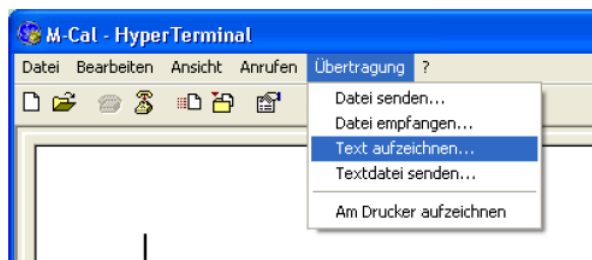 M-Cal - HyperTerminal
Datei Bearbeiten Ansicht Anrufen Übertragung ?
Datei senden...
Datei empfangen...
Text aufzeichnen...
Textdatei senden...
Am Drucker aufzeichnen